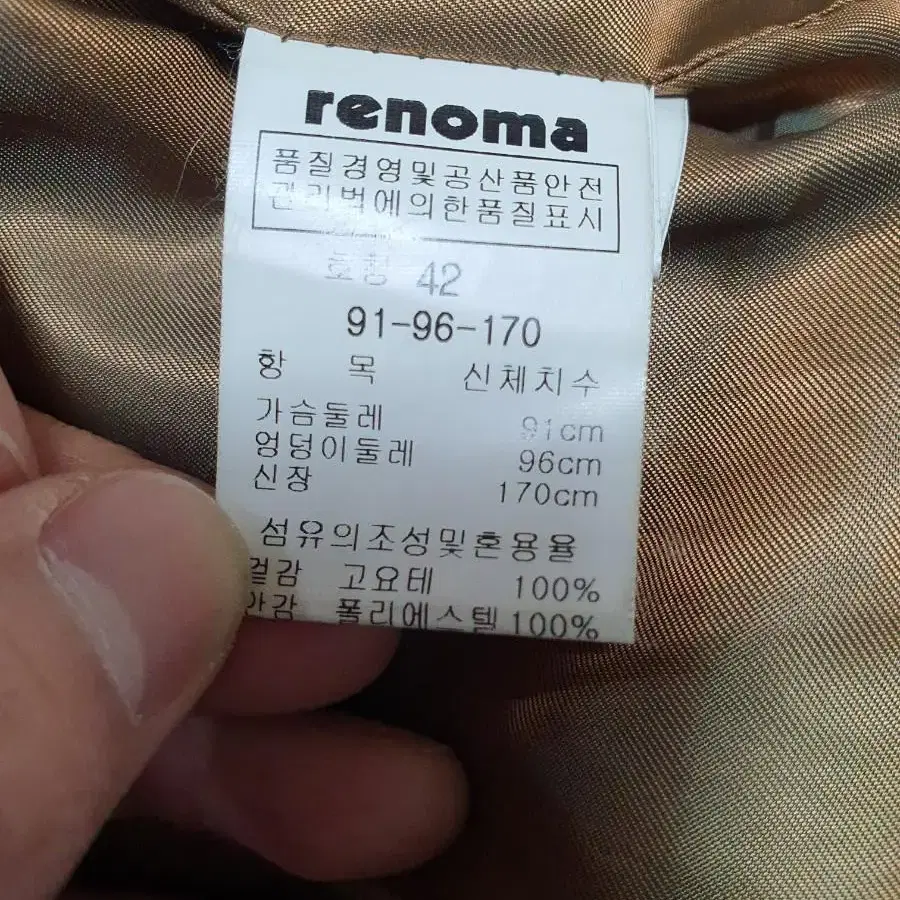 renoma
품질경영및공산품안전
관리법에의한품질표시
호칭 42
91-96-170
항 목 신체치수
가슴둘레 91cm
엉덩이둘레 96cm
신장 170cm
섬유의조성및혼용율
겉감 고요테 100%
안감 폴리에스텔 100%